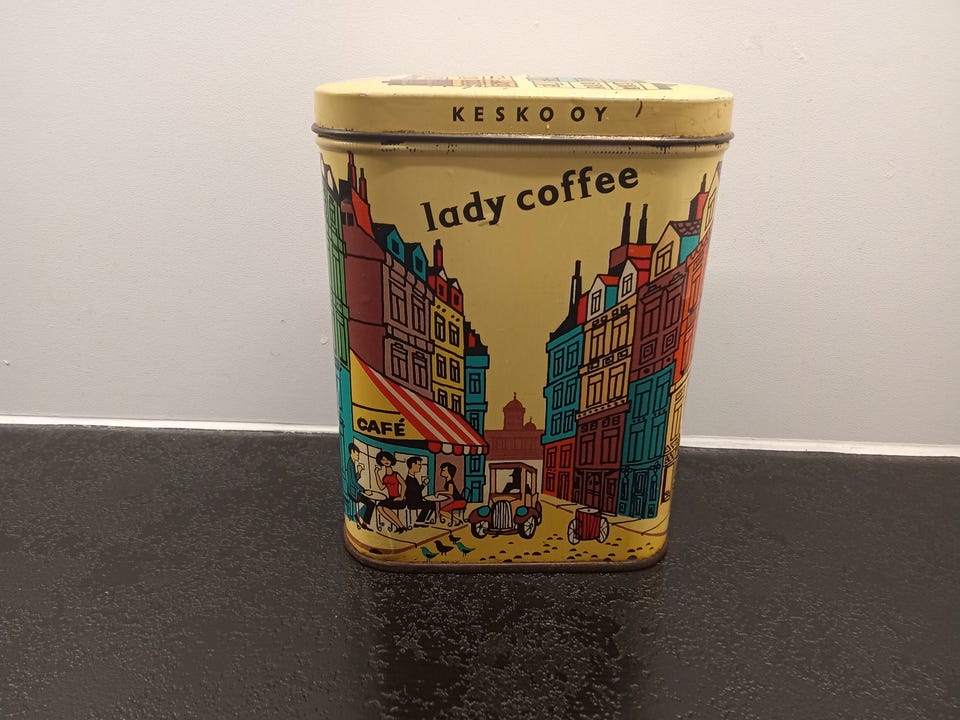 KESKO OY
lady coffee
CAFÉ